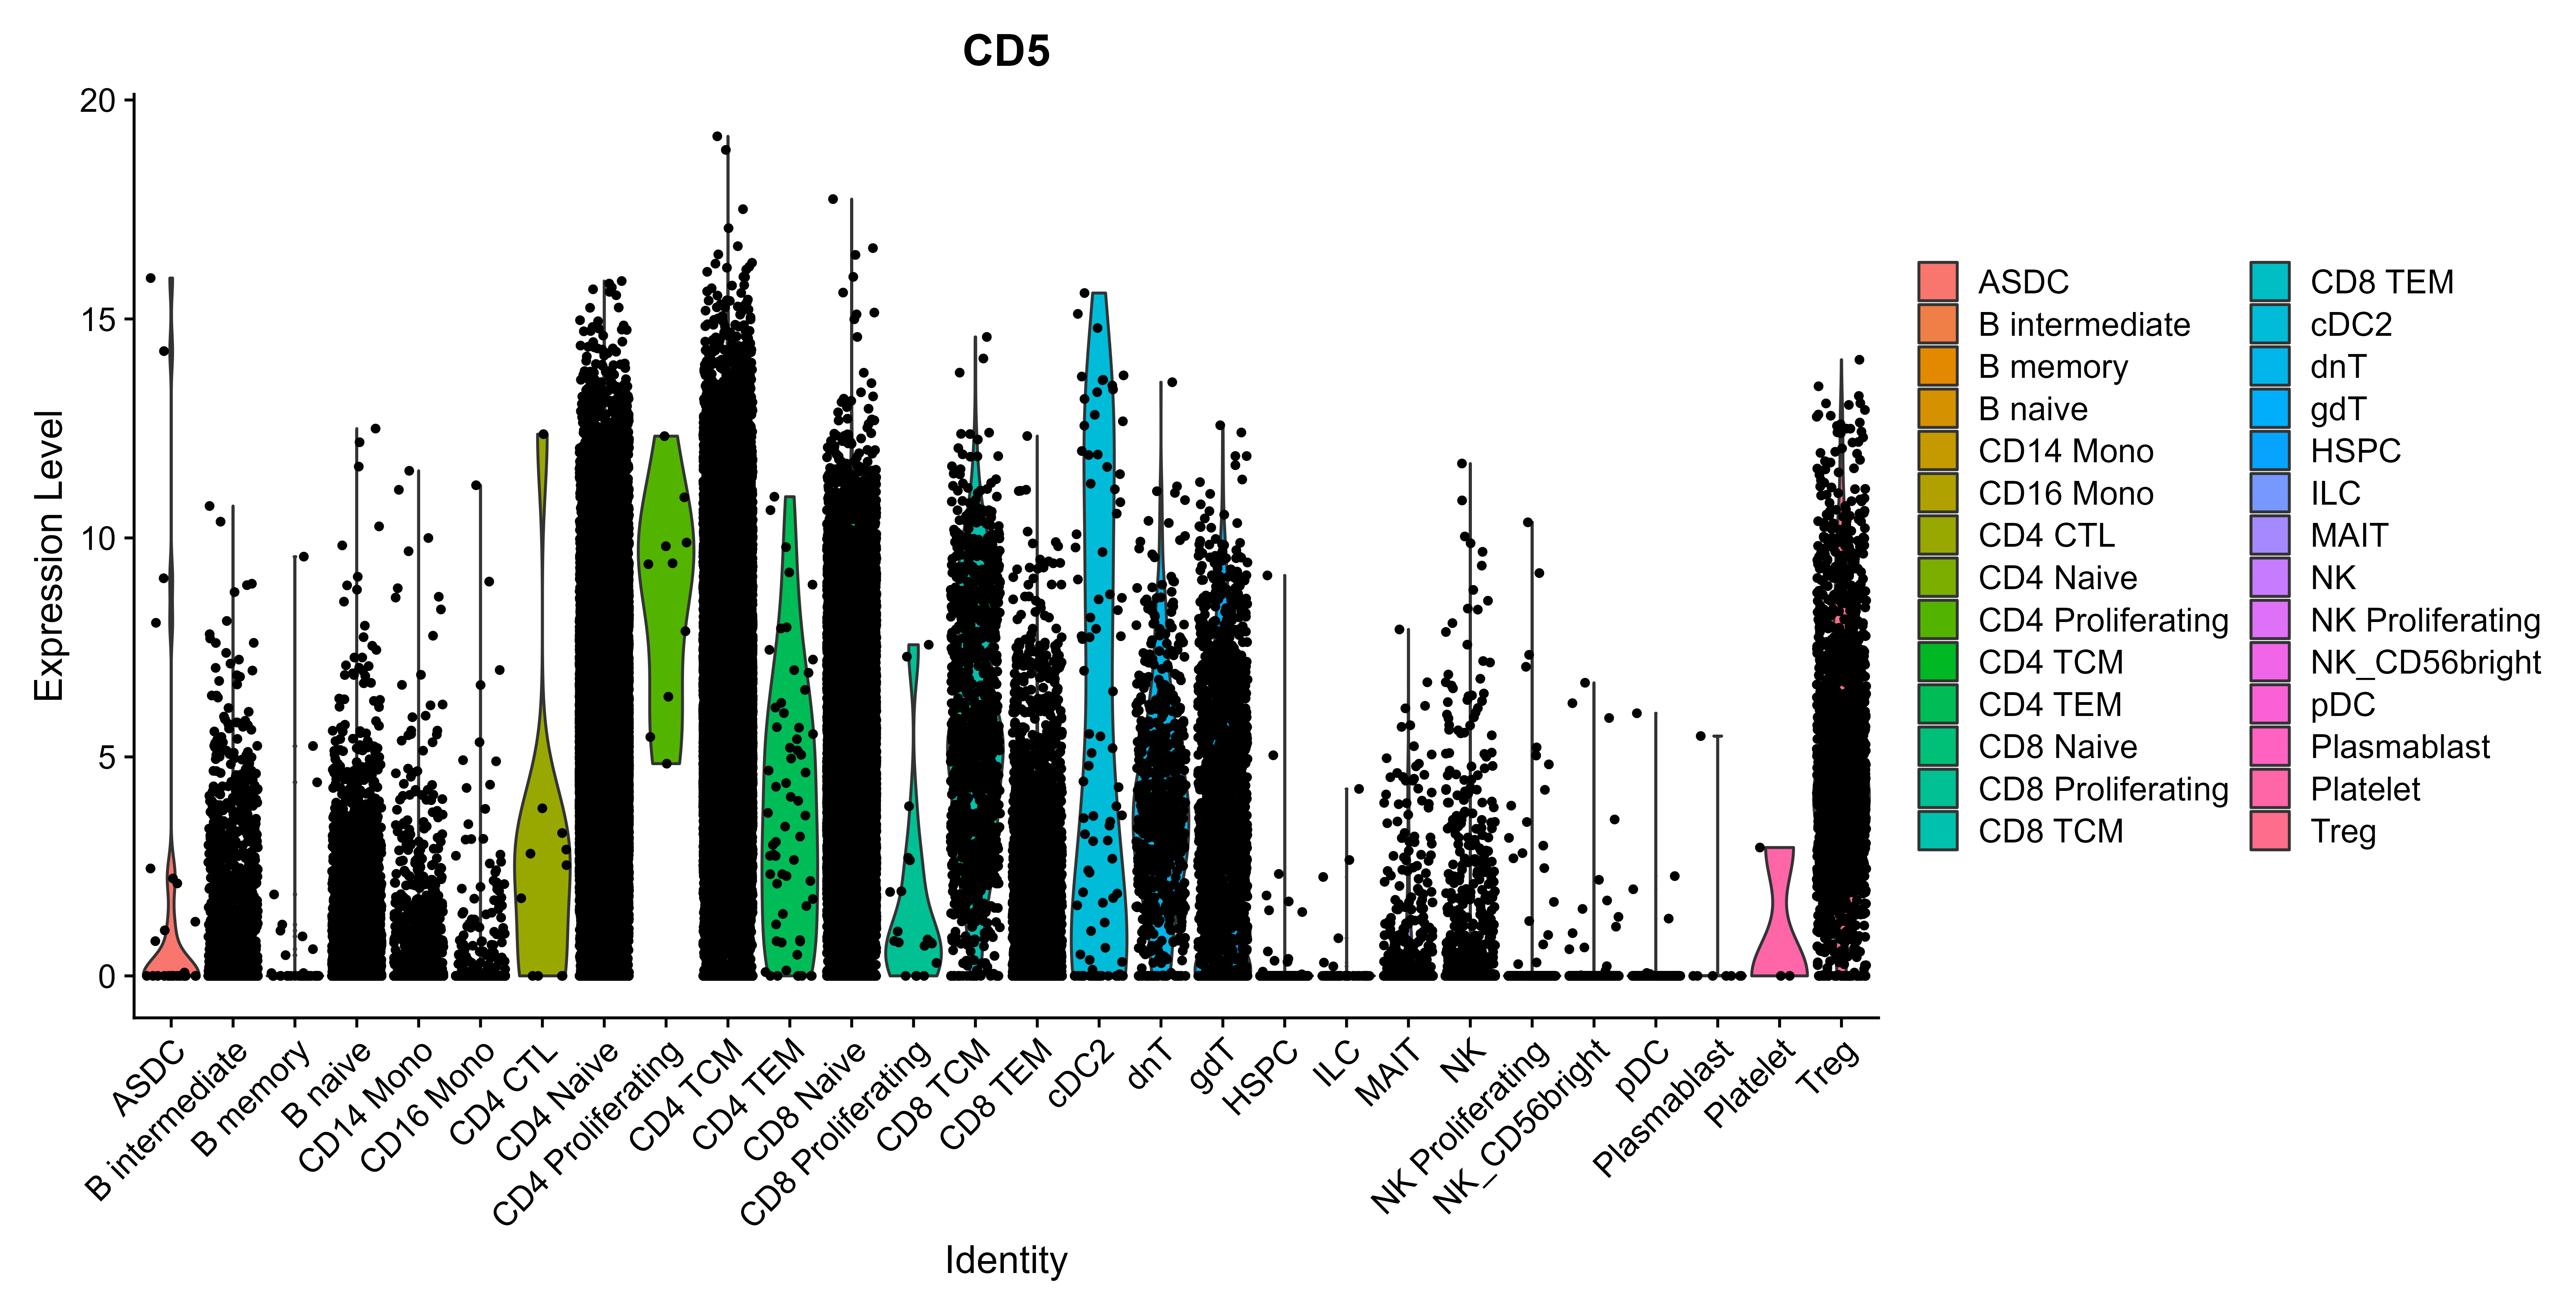 CD5
Expression Level
20
15
10
5
0
ASDC
B intermediate
B memory
B naive
CD14 Mono
CD16 Mono
CD4 CTL
CD4 Naive
CD4 Proliferating
CD4 TCM
CD4 TEM
CD8 Naive
CD8 Proliferating
CD8 TCM
CD8 TEM
cDC2
dnT
gdT
HSPC
ILC
MAIT
NK
NK Proliferating
NK_CD56bright
pDC
Plasmablast
Platelet
Treg
Identity
ASDC
B intermediate
B memory
B naive
CD14 Mono
CD16 Mono
CD4 CTL
CD4 Naive
CD4 Proliferating
CD4 TCM
CD4 TEM
CD8 Naive
CD8 Proliferating
CD8 TCM
CD8 TEM
cDC2
dnT
gdT
HSPC
ILC
MAIT
NK
NK Proliferating
NK_CD56bright
pDC
Plasmablast
Platelet
Treg